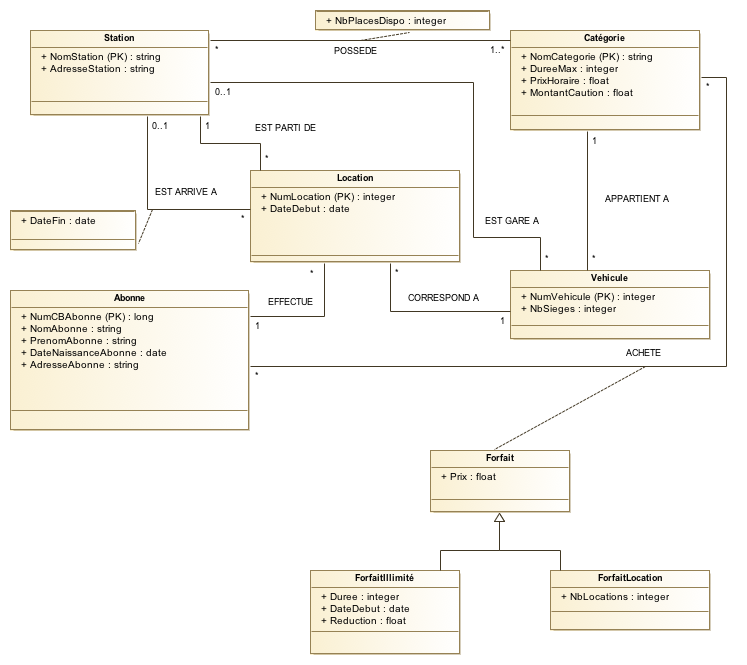 + NbPlacesDispo : integer
Station
+ NomStation (PK) : string
+ AdresseStation : string
*
POSSEDE
1..*
Catégorie
+ NomCategorie (PK) : string
+ DureeMax : integer
+ PrixHoraire : float
+ MontantCaution : float
*
0..1
0..1
1
EST PARTI DE
*
1
Location
+ NumLocation (PK) : integer
+ DateDebut : date
EST ARRIVE A
*
APPARTIENT A
+ DateFin : date
EST GARE A
*
*
*
*
Vehicule
+ NumVehicule (PK) : integer
+ NbSieges : integer
Abonne
+ NumCBAbonne (PK) : long
+ NomAbonne : string
+ PrenomAbonne : string
+ DateNaissanceAbonne : date
+ AdresseAbonne : string
EFFECTUE
1
CORRESPOND A
1
ACHETE
*
Forfait
+ Prix : float
ForfaitIllimité
+ Duree : integer
+ DateDebut : date
+ Reduction : float
ForfaitLocation
+ NbLocations : integer